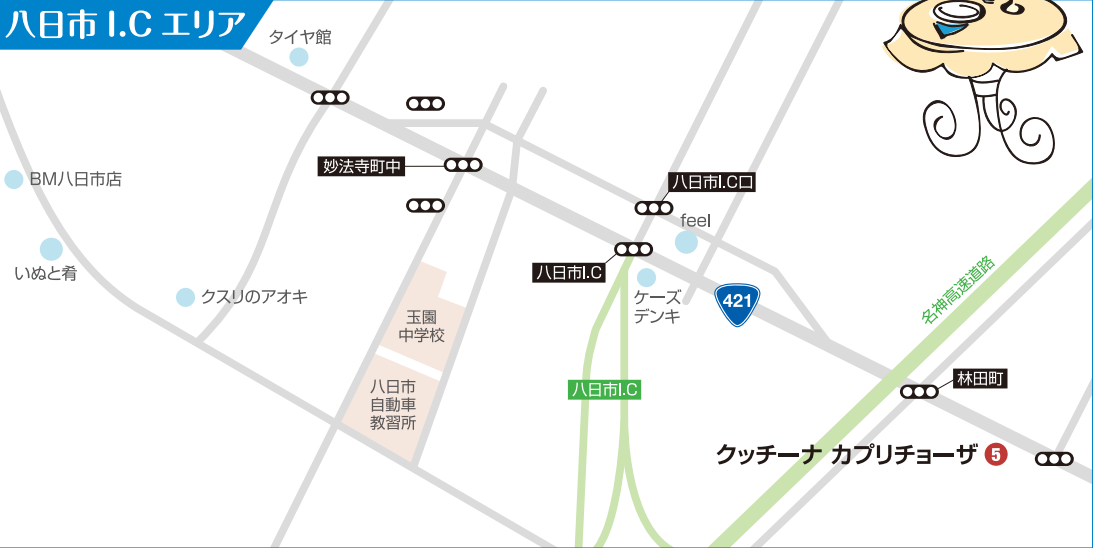 八日市 I.C エリア
タイヤ館
妙法寺町中
BM八日市店
八日市I.C口
feel
いぬと肴
八日市I.C
クスリのアオキ
ケーズ
デンキ
421
名神高速道路
玉園
中学校
八日市I.C
林田町
八日市
自動車
教習所
クッチーナ カプリチョーザ 5